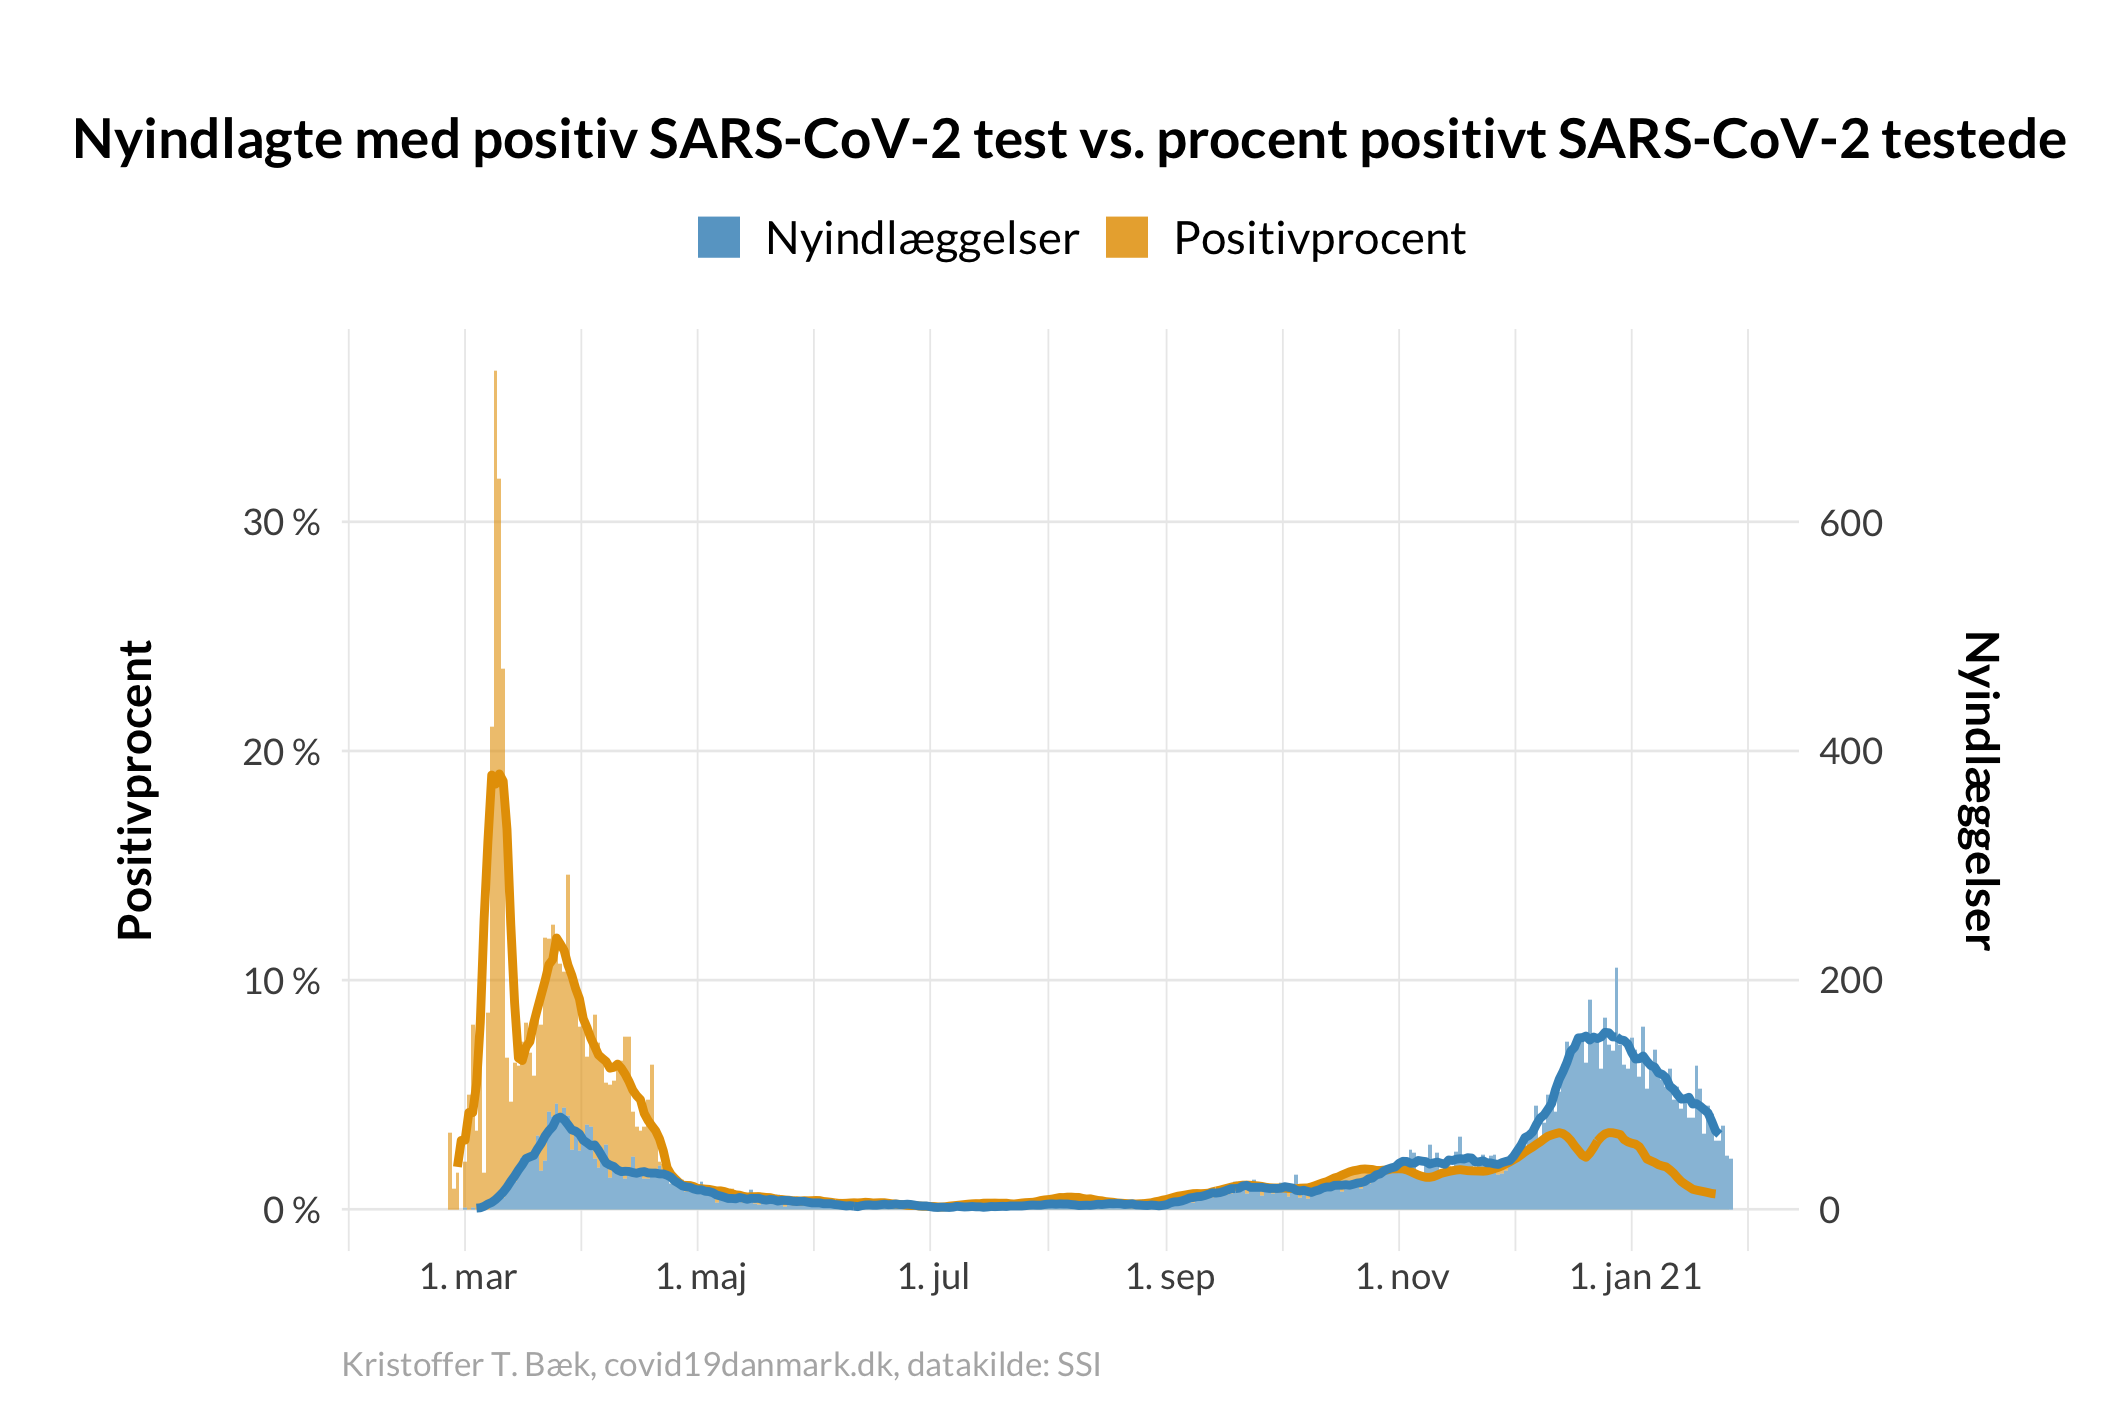 Nyindlagte med positiv SARS-CoV-2 test vs. procent positivt SARS-CoV-2 testede
Nyindlæggelser Positivprocent
Positivprocent
30 %
20 %
10 %
0 %
600
400
200
0
Nyindlæggelser
1. mar 1. maj 1. jul 1. sep 1. nov 1. jan 21
Kristoffer T. Bæk, covid19danmark.dk, datakilde: SSI